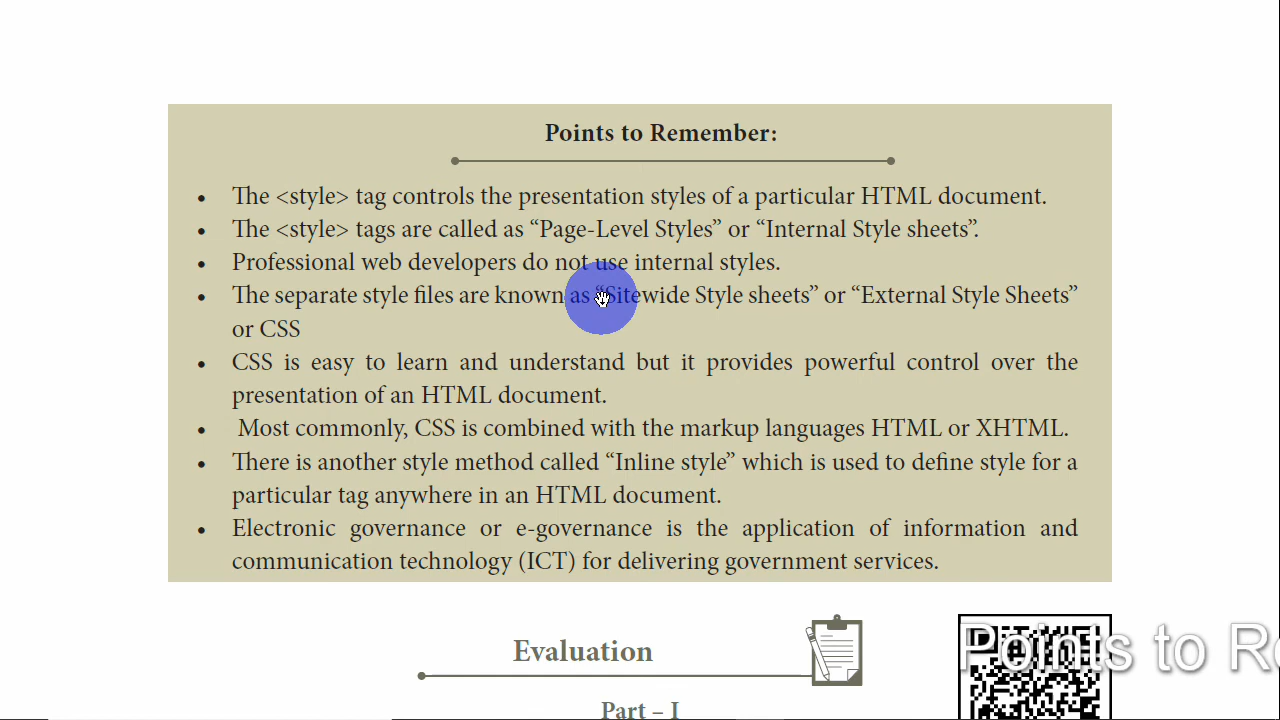 Points to Remember:
• The <style> tag controls the presentation styles of a particular HTML document.
• The <style> tags are called as “Page-Level Styles” or “Internal Style sheets”.
• Professional web developers do not use internal styles.
• The separate style files are known as “Sitewide Style sheets” or “External Style Sheets”
or CSS
• CSS is easy to learn and understand but it provides powerful control over the
presentation of an HTML document.
• Most commonly, CSS is combined with the markup languages HTML or XHTML.
• There is another style method called “Inline style” which is used to define style for a
particular tag anywhere in an HTML document.
• Electronic governance or e-governance is the application of information and
communication technology (ICT) for delivering government services.
Evaluation
Points to
Part – I